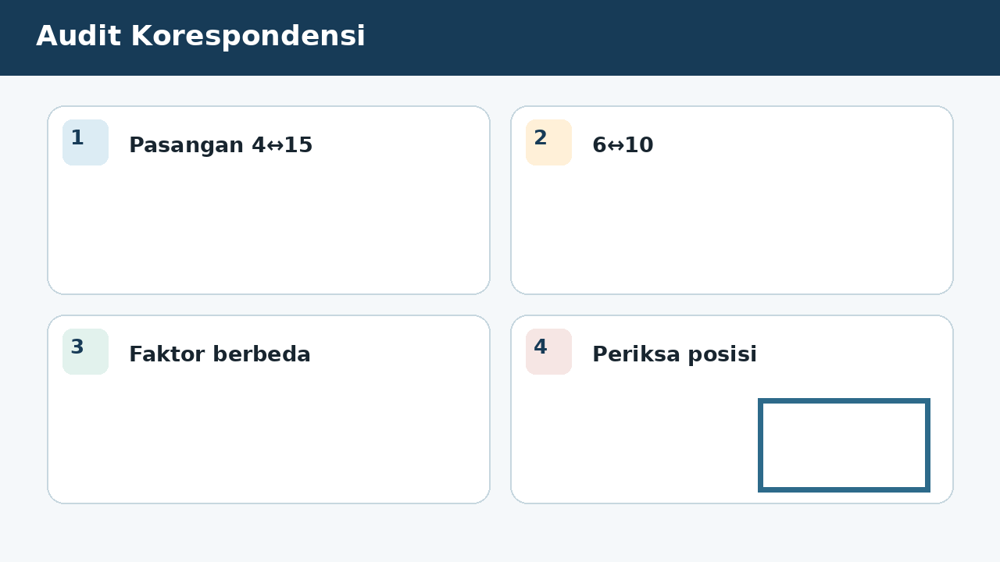 Audit Korespondensi
1
Pasangan 4↔15
2
6↔10
3
Faktor berbeda
4
Periksa posisi